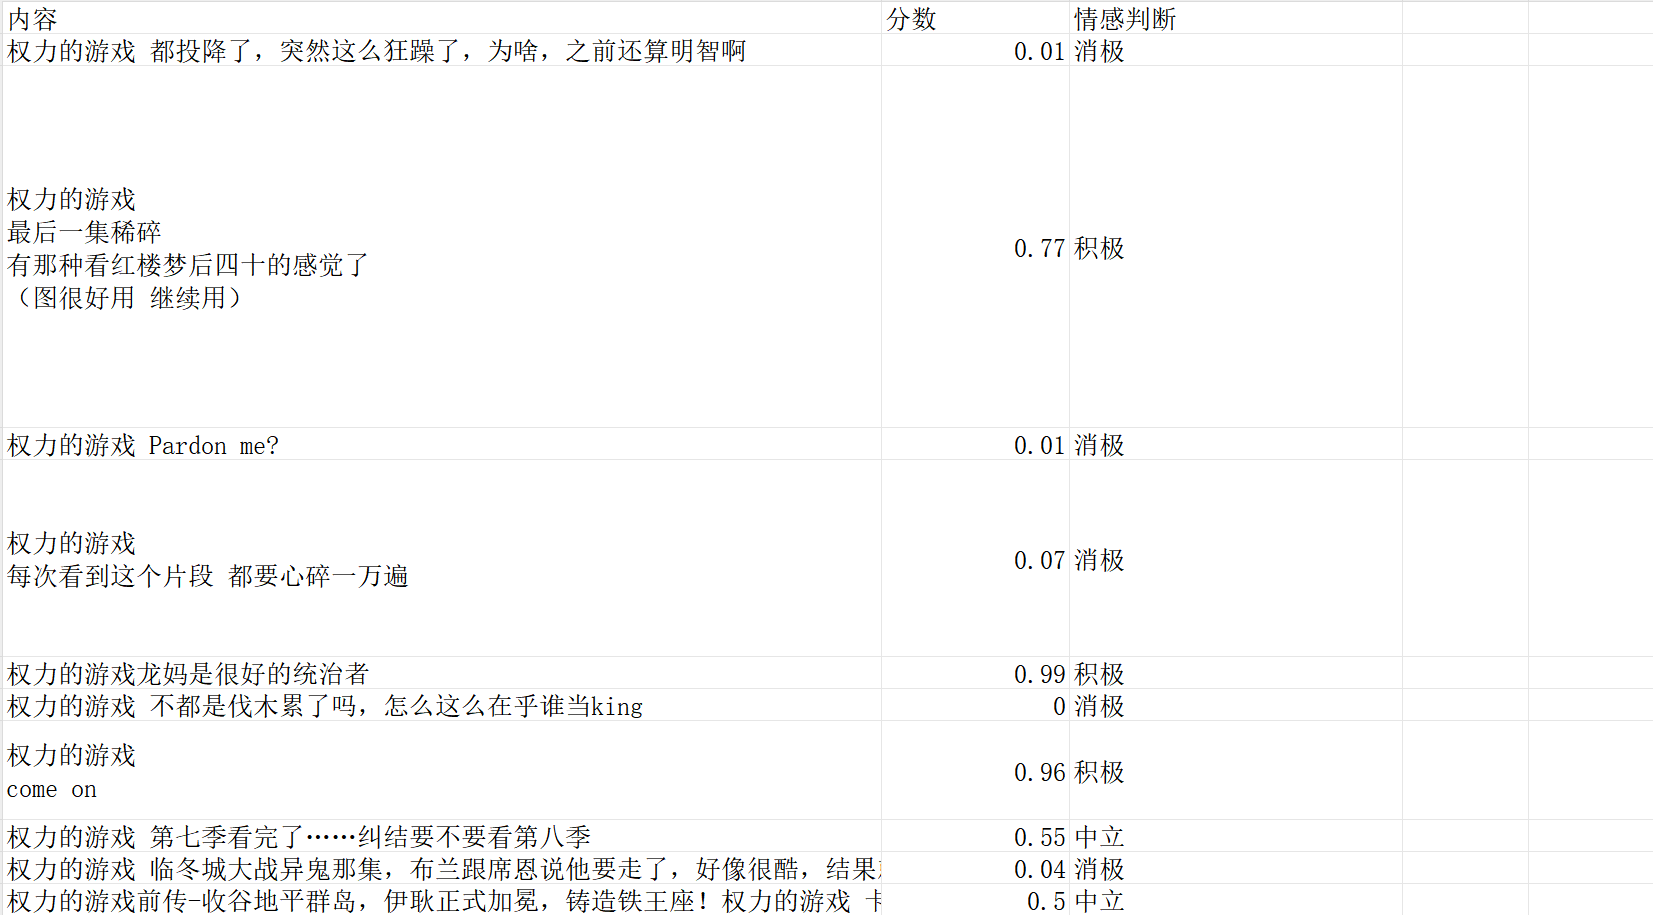 内容 分数 情感判断
权力的游戏 都投降了，突然这么狂躁了，为啥，之前还算明智啊 0.01 消极
权力的游戏
最后一集稀碎
有那种看红楼梦后四十的感觉了
（图很好用 继续用）
0.77 积极
权力的游戏 Pardon me? 0.01 消极
权力的游戏
每次看到这个片段 都要心碎一万遍
0.07 消极
权力的游戏龙妈是很好的统治者 0.99 积极
权力的游戏 不都是伐木累了吗，怎么这么在乎谁当king 0 消极
权力的游戏
come on
0.96 积极
权力的游戏 第七季看完了……纠结要不要看第八季 0.55 中立
权力的游戏 临冬城大战异鬼那集，布兰跟席恩说他要走了，好像很酷，结果 0.04 消极
权力的游戏前传-收谷地平群岛，伊耿正式加冕，铸造铁王座！权力的游戏 卡 0.5 中立